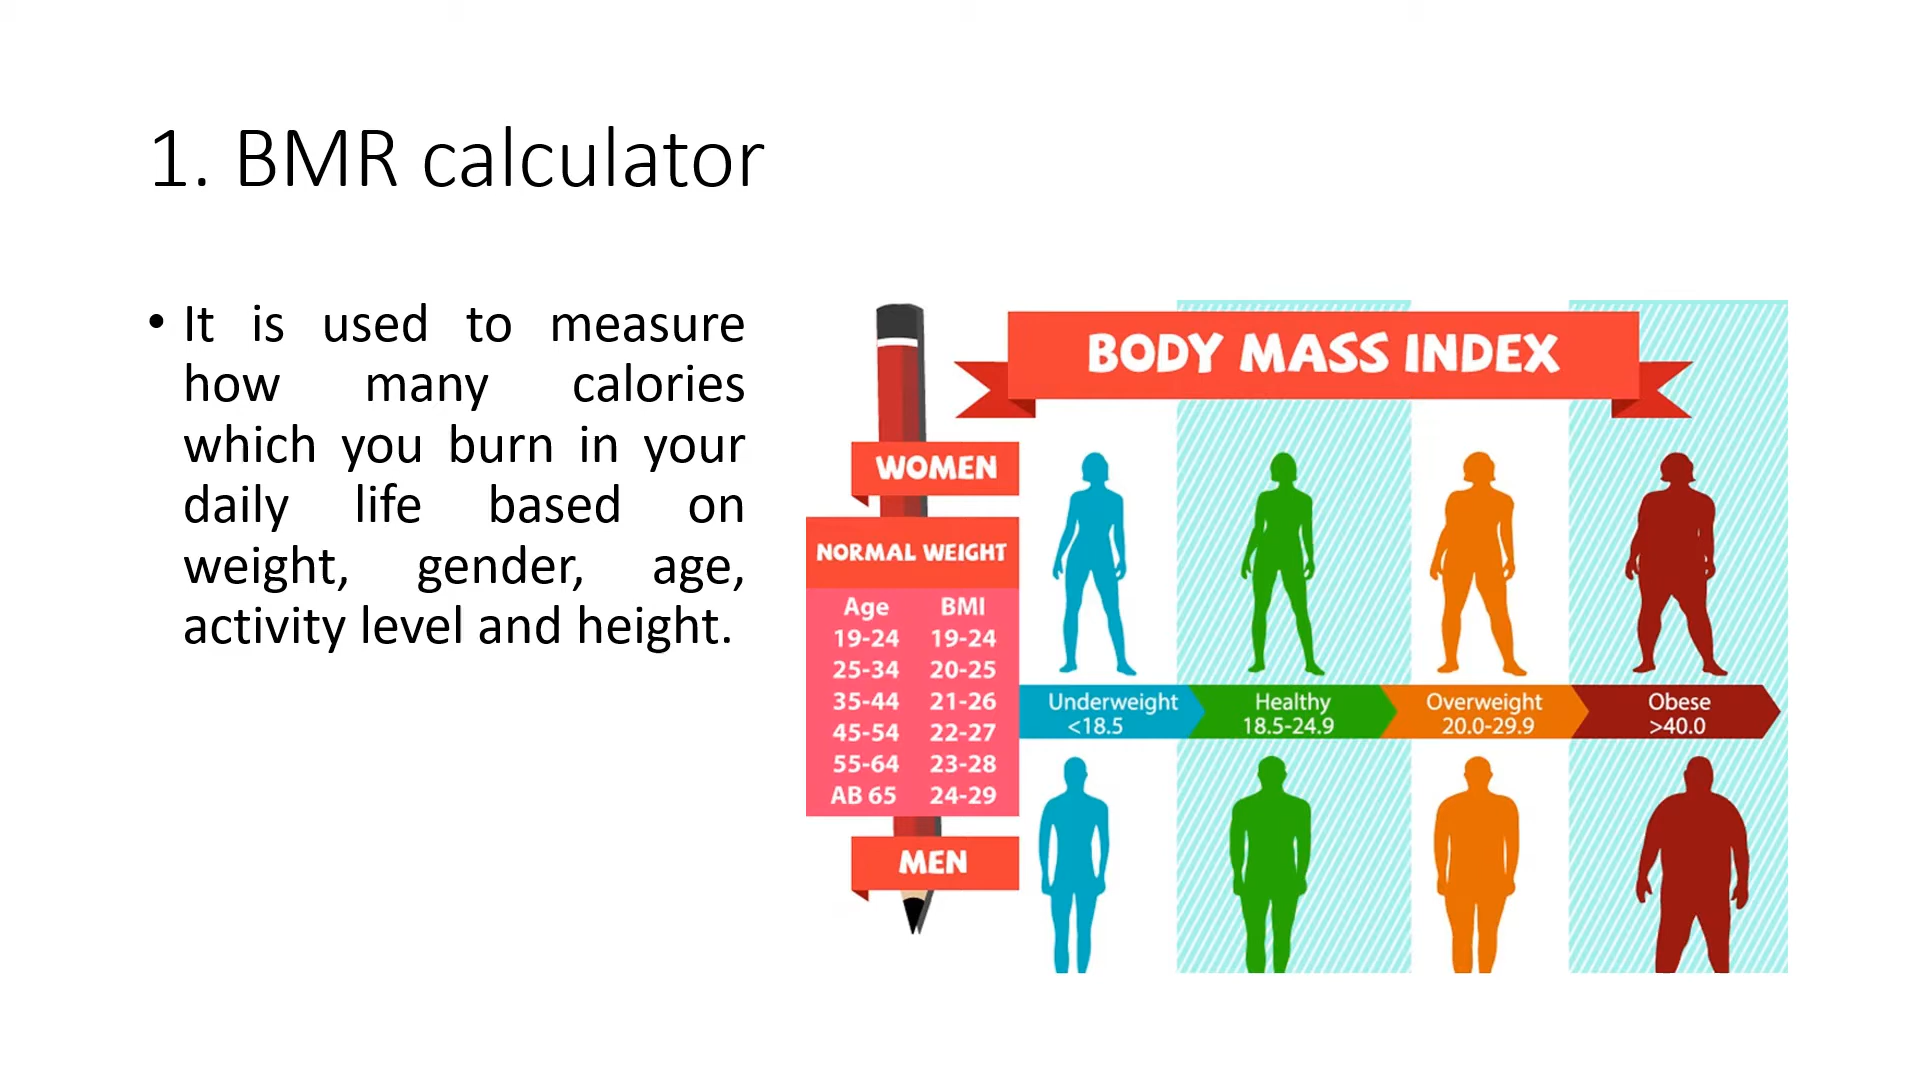 1. BMR calculator
• It is used to measure
how many calories
which you burn in your
daily life based on
weight, gender, age,
activity level and height.
BODY MASS INDEX
WOMEN
NORMAL WEIGHT
Age BMI
19-24 19-24
25-34 20-25
35-44 21-26
45-54 22-27
55-64 23-28
AB 65 24-29
MEN
Underweight
<18.5
Healthy
18.5-24.9
Overweight
20.0-29.9
Obese
>40.0